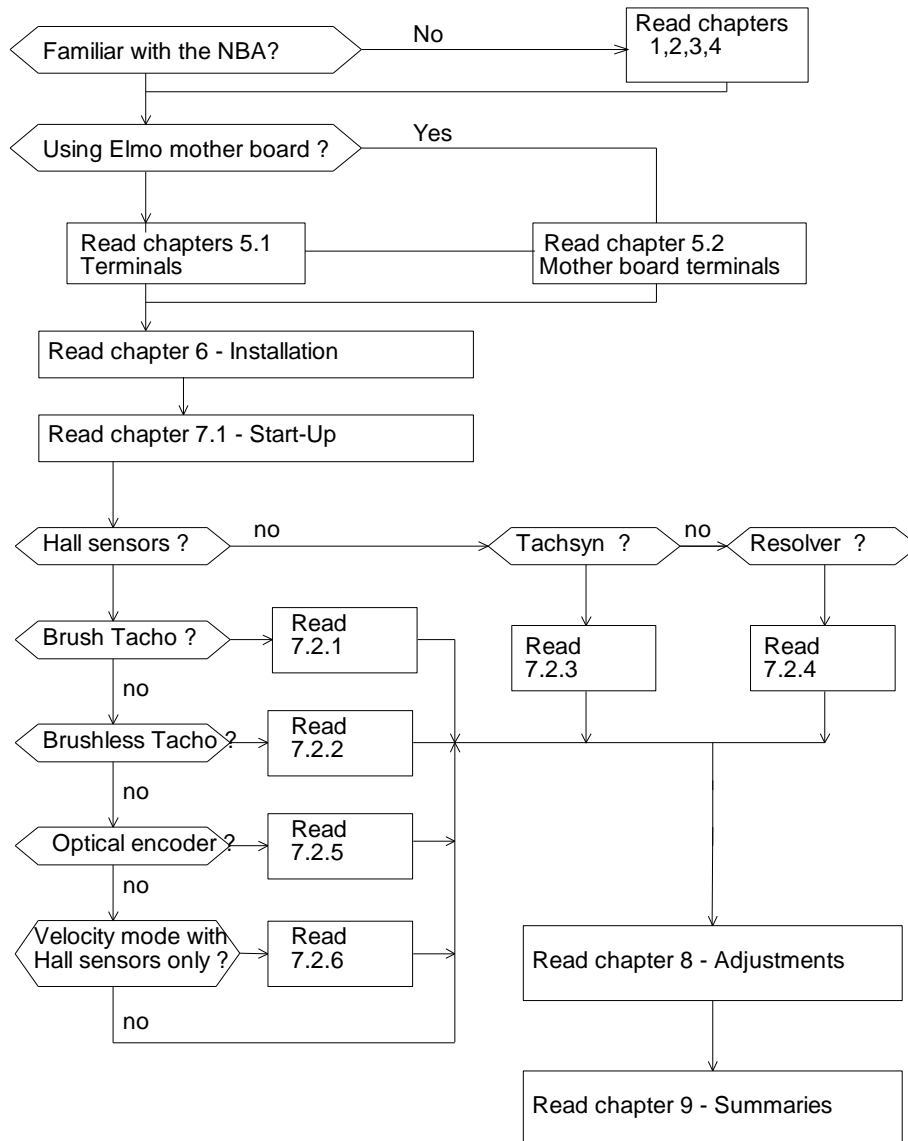 Familiar with the NBA?
No
Read chapters
1,2,3,4
Using Elmo mother board ?
Yes
Read chapters 5.1
Terminals
Read chapter 5.2
Mother board terminals
Read chapter 6 - Installation
Read chapter 7.1 - Start-Up
Hall sensors ?
no
Tachsyn ?
no
Resolver ?
Brush Tacho ?
Read
7.2.1
Read
7.2.3
Read
7.2.4
no
Brushless Tacho ?
Read
7.2.2
no
Optical encoder ?
Read
7.2.5
no
Velocity mode with
Hall sensors only ?
Read
7.2.6
no
Read chapter 8 - Adjustments
Read chapter 9 - Summaries